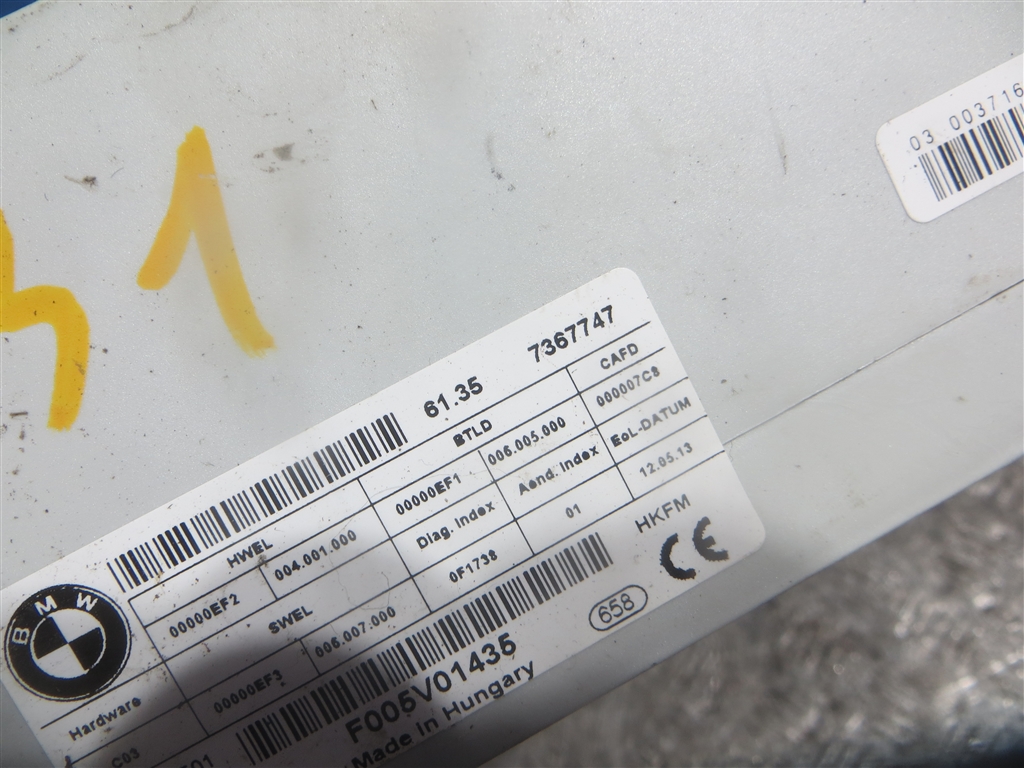 31
03 003716
61.35 7367747
HWEL BTLD CAFD
00000EF2 004.001.000 00000EF1 006.005.000 000007C8
SWEL Diag. Index Aend. Index EoL-DATUM
00000EF3 006.007.000 0F1738 01 12.05.13
BMW
Hardware
C03
HKFM
CE
658
F005V01435
Made in Hungary